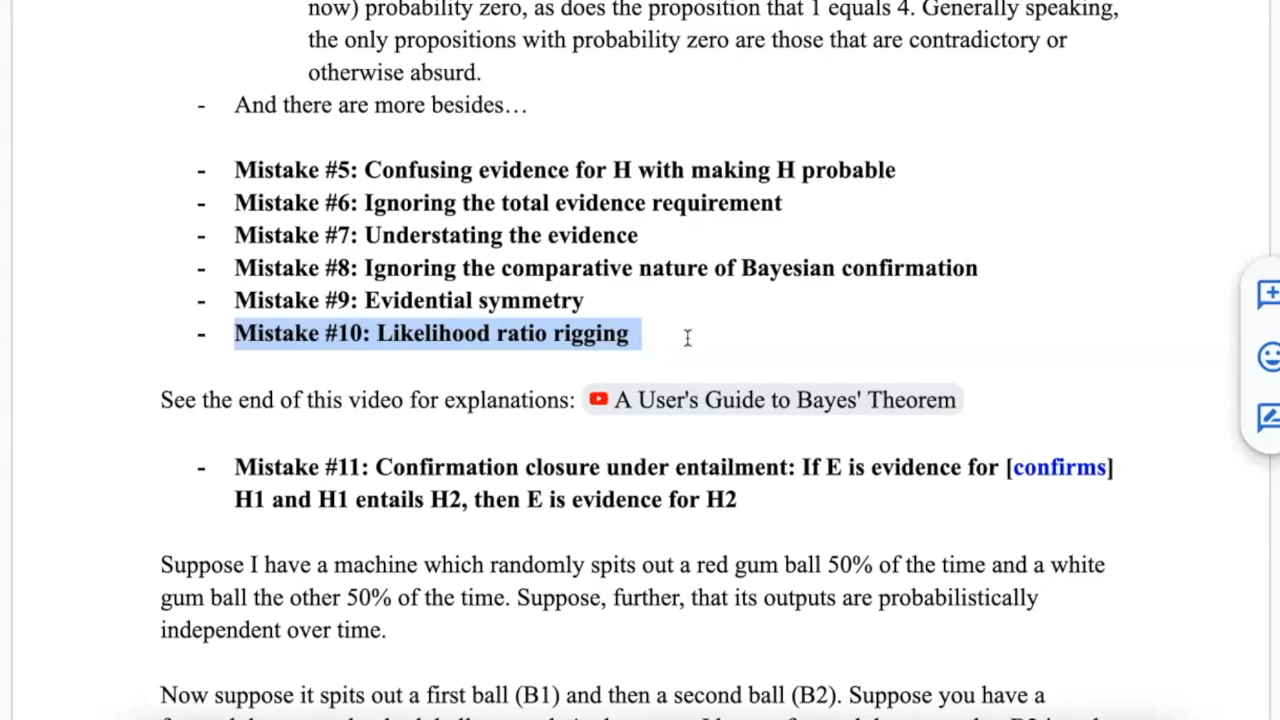 now) probability zero, as does the proposition that 1 equals 4. Generally speaking,
the only propositions with probability zero are those that are contradictory or
otherwise absurd.
- And there are more besides…
- Mistake #5: Confusing evidence for H with making H probable
- Mistake #6: Ignoring the total evidence requirement
- Mistake #7: Understating the evidence
- Mistake #8: Ignoring the comparative nature of Bayesian confirmation
- Mistake #9: Evidential symmetry
- Mistake #10: Likelihood ratio rigging
See the end of this video for explanations: A User's Guide to Bayes' Theorem
- Mistake #11: Confirmation closure under entailment: If E is evidence for [confirms]
H1 and H1 entails H2, then E is evidence for H2
Suppose I have a machine which randomly spits out a red gum ball 50% of the time and a white
gum ball the other 50% of the time. Suppose, further, that its outputs are probabilistically
independent over time.
Now suppose it spits out a first ball (B1) and then a second ball (B2). Suppose you have a